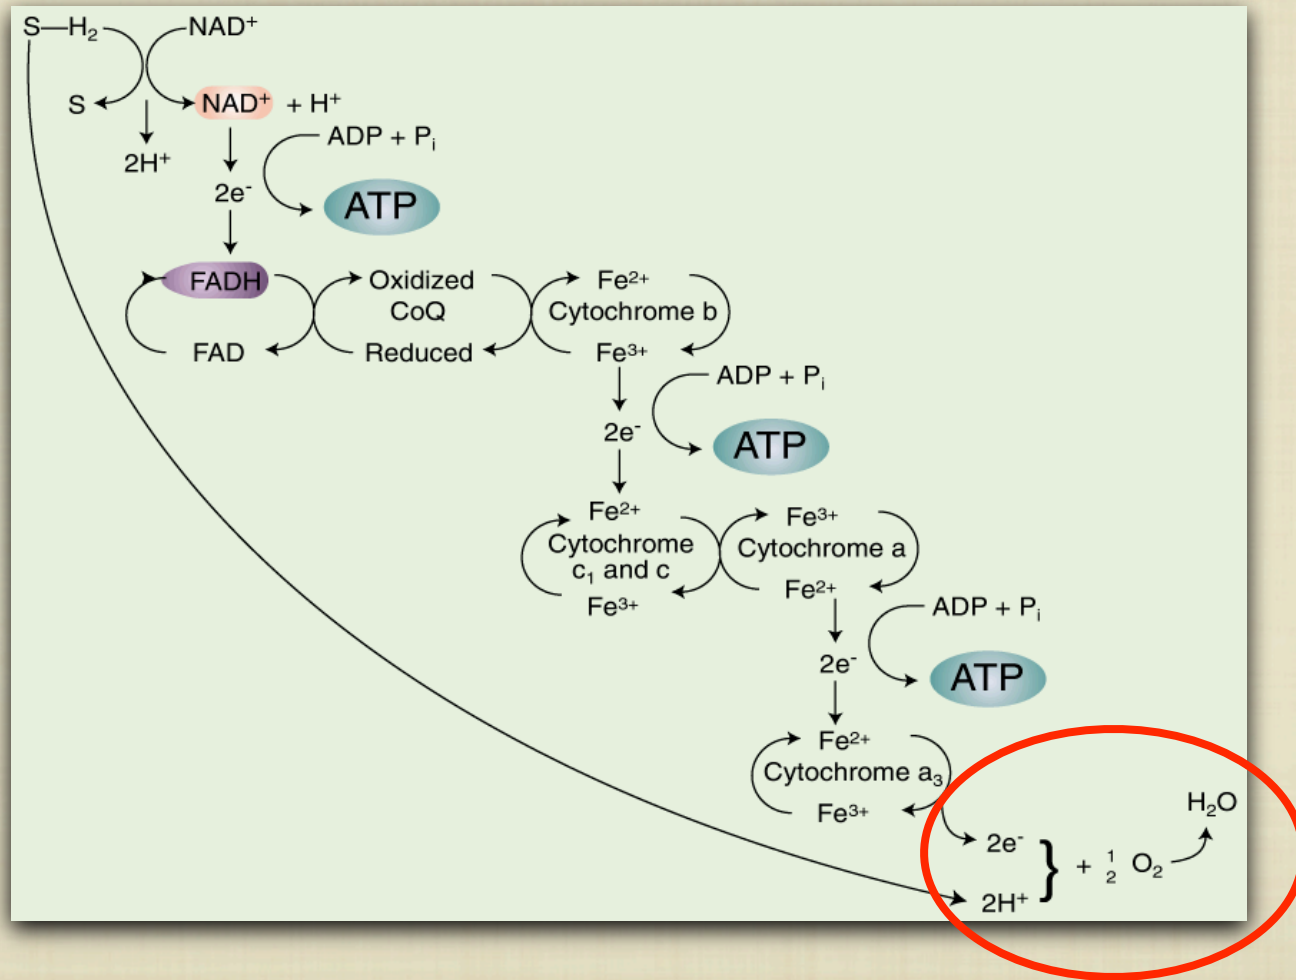 S—H₂
NAD⁺
S
NAD⁺ + H⁺
2H⁺
ADP + Pᵢ
2e⁻
ATP
FADH
FAD
Oxidized
CoQ
Reduced
Fe²⁺
Cytochrome b
Fe³⁺
ADP + Pᵢ
2e⁻
ATP
Fe²⁺
Cytochrome
c₁ and c
Fe³⁺
Fe³⁺
Cytochrome a
Fe²⁺
ADP + Pᵢ
2e⁻
ATP
Fe²⁺
Cytochrome a₃
Fe³⁺
2e⁻
2H⁺
} + ½ O₂
H₂O